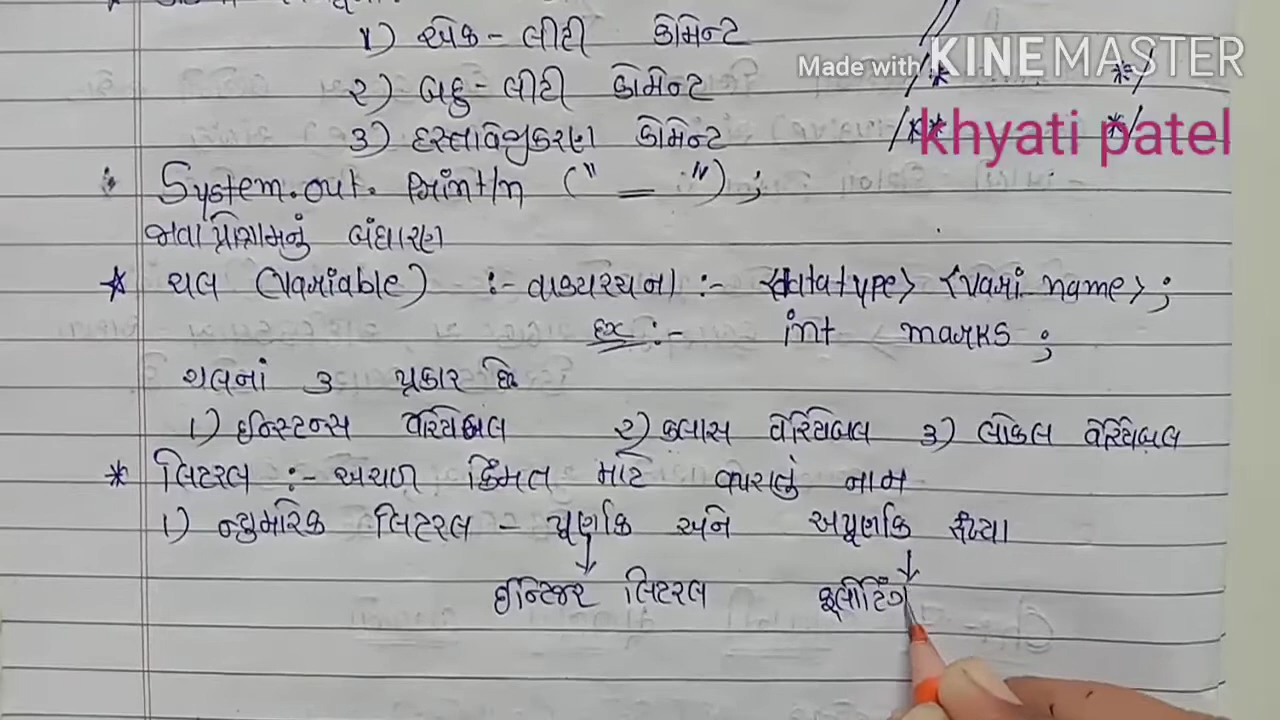 ૧) એક - લીટી કોમેન્ટ //
Made with KINEMASTER
૨) બહુ - લીટી કોમેન્ટ /* */
૩) દસ્તાવેજીકરણ કોમેન્ટ /** */
khyati patel
System.out. println (" — ") ;
જાવા પ્રોગ્રામનું બંધારણ
* ચલ (Variable) :- વાક્યરચના :- <datatype> <vari name> ;
Ex :- int marks ;
ચલનાં ૩ પ્રકાર છે
૧) ઇન્સ્ટન્સ વેરિયેબલ ૨) ક્લાસ વેરિયેબલ ૩) લોકલ વેરિયેબલ
* લિટરલ :- અચળ કિંમત માટે વપરાતું નામ
૧) ન્યુમરિક લિટરલ - પૂર્ણાંક અને અપૂર્ણાંક સંખ્યા
ઈન્ટિજર લિટરલ ફ્લોટિંગ